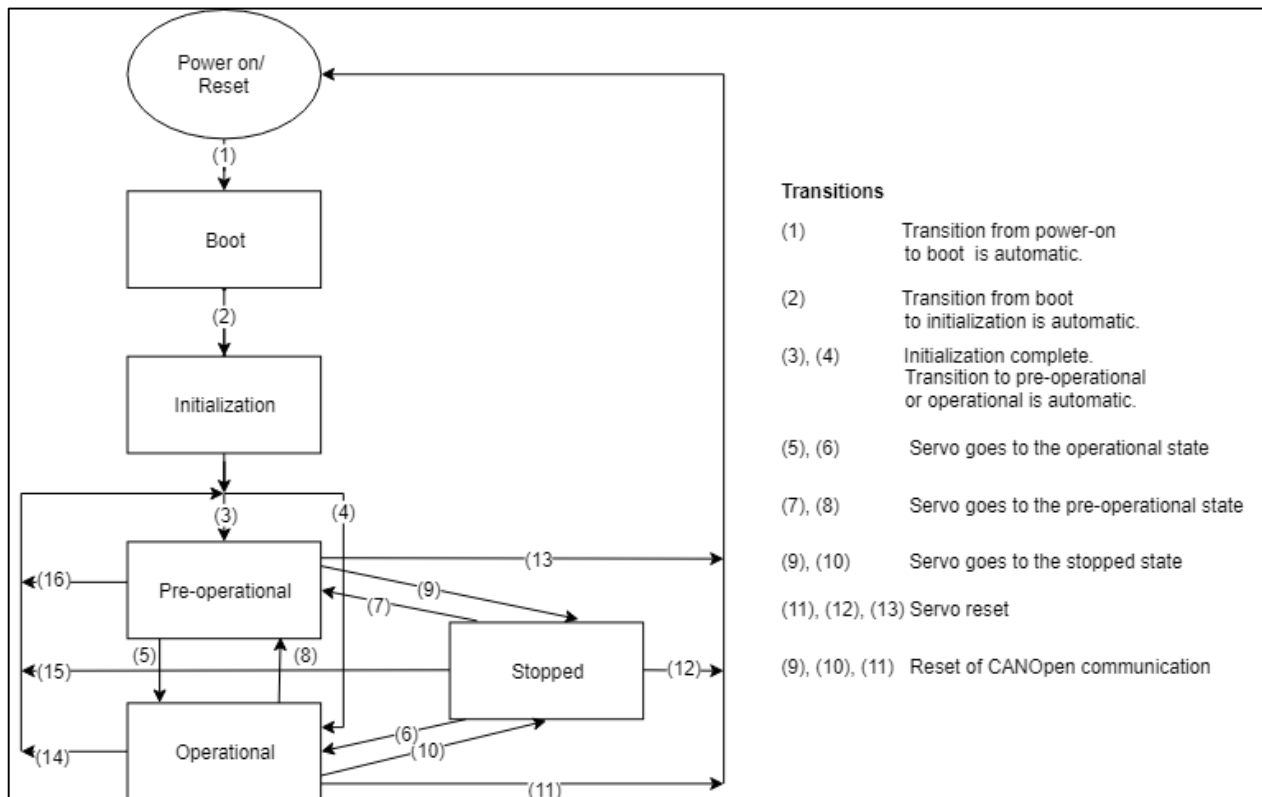 Power on/
Reset
(1)
Boot
(2)
Initialization
(3)
(4)
Pre-operational
(13
(16)
(9)
(7)
(5)
(8)
(15)
Stopped
(12)
Operational
(6)
(10)
(14)
(11)
Transitions
(1) Transition from power-on
to boot is automatic.
(2) Transition from boot
to initialization is automatic.
(3), (4) Initialization complete.
Transition to pre-operational
or operational is automatic.
(5), (6) Servo goes to the operational state
(7), (8) Servo goes to the pre-operational state
(9), (10) Servo goes to the stopped state
(11), (12), (13) Servo reset
(9), (10), (11) Reset of CANOpen communication